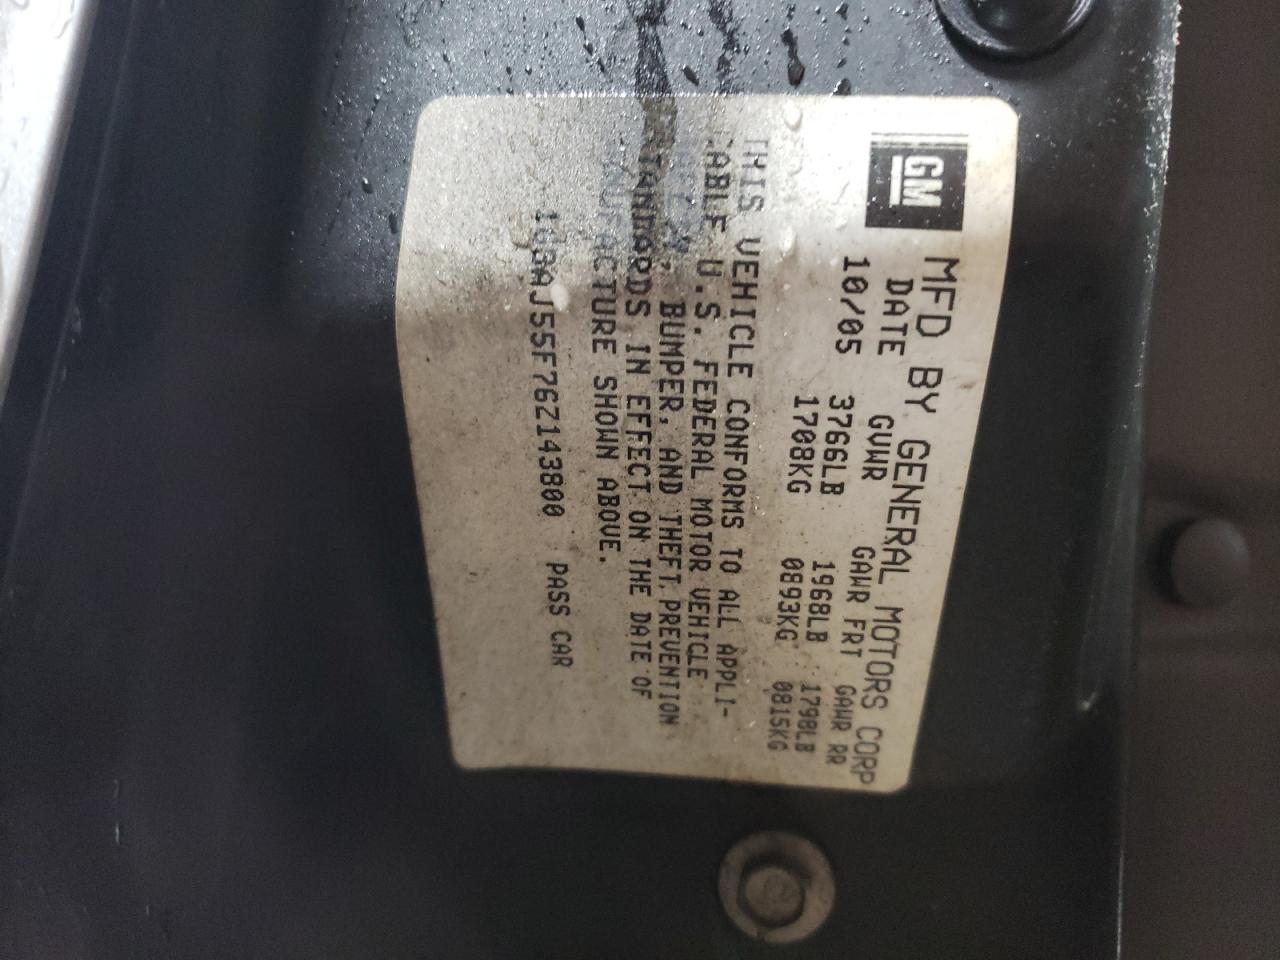 GM
MFD BY GENERAL MOTORS CORP
DATE GVWR GAWR FRT GAWR RR
10/05 3766LB 1968LB 1798LB
1708KG 0893KG 0815KG
THIS VEHICLE CONFORMS TO ALL APPLI-
CABLE U.S. FEDERAL MOTOR VEHICLE
BUMPER, AND THEFT PREVENTION
STANDARDS IN EFFECT ON THE DATE OF
MANUFACTURE SHOWN ABOVE.
AJ55F76Z143800 PASS CAR